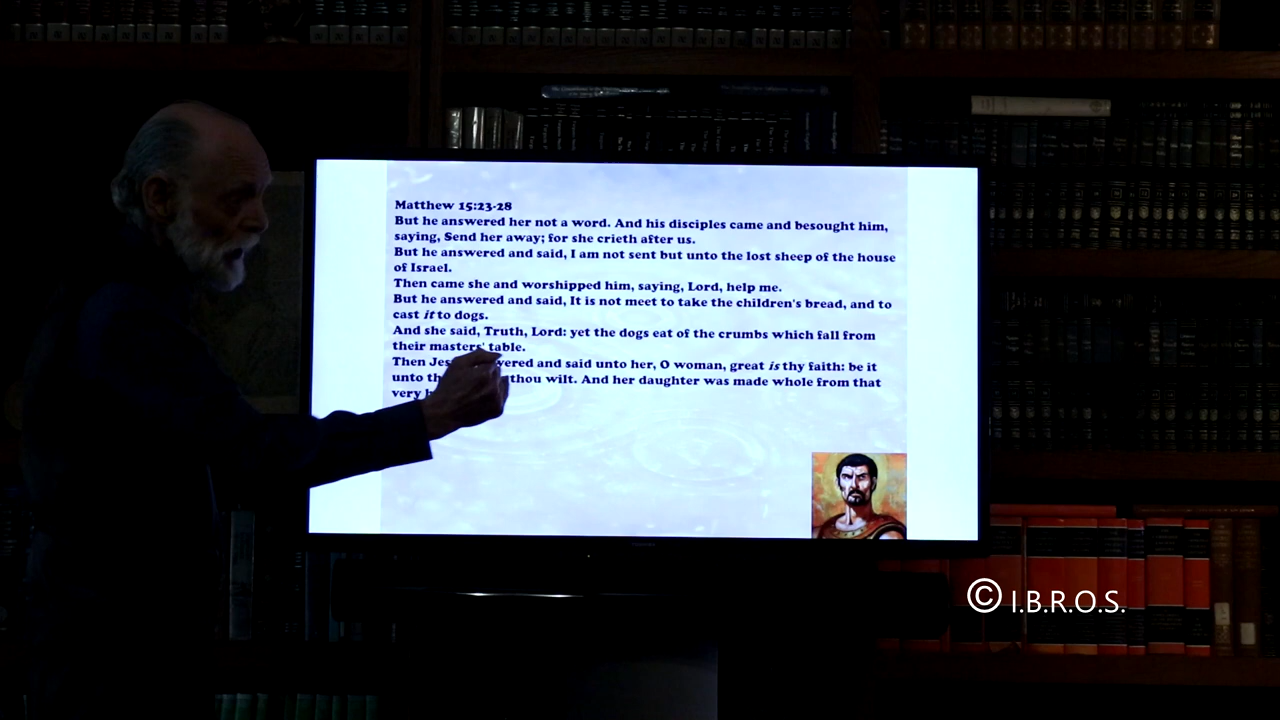 Matthew 15:23-28
But he answered her not a word. And his disciples came and besought him,
saying, Send her away; for she crieth after us.
But he answered and said, I am not sent but unto the lost sheep of the house
of Israel.
Then came she and worshipped him, saying, Lord, help me.
But he answered and said, It is not meet to take the children's bread, and to
cast it to dogs.
And she said, Truth, Lord: yet the dogs eat of the crumbs which fall from
their masters' table.
Then answered and said unto her, O woman, great is thy faith: be it
unto thou wilt. And her daughter was made whole from that
very
© I.B.R.O.S.